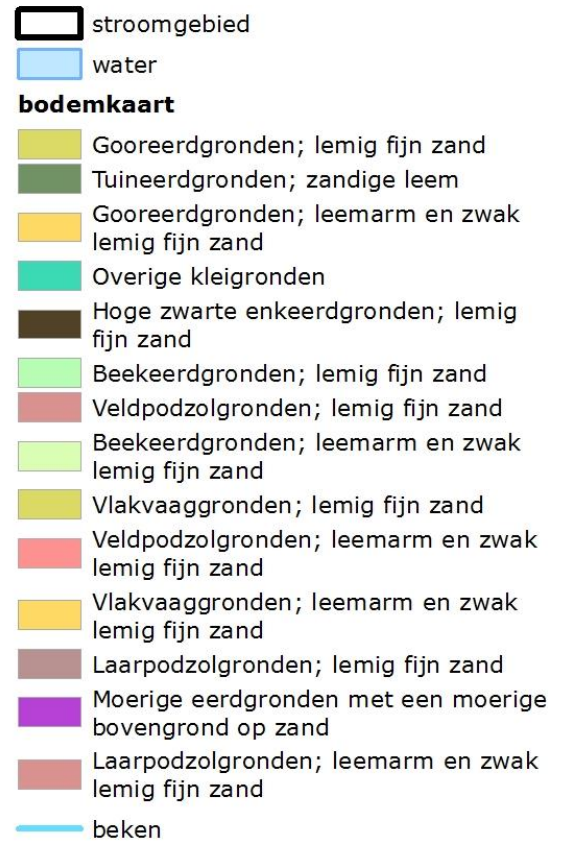 stroomgebied
water
bodemkaart
Gooreerdgronden; lemig fijn zand
Tuineerdgronden; zandige leem
Gooreerdgronden; leemarm en zwak
lemig fijn zand
Overige kleigronden
Hoge zwarte enkeerdgronden; lemig
fijn zand
Beekeerdgronden; lemig fijn zand
Veldpodzolgronden; lemig fijn zand
Beekeerdgronden; leemarm en zwak
lemig fijn zand
Vlakvaaggronden; lemig fijn zand
Veldpodzolgronden; leemarm en zwak
lemig fijn zand
Vlakvaaggronden; leemarm en zwak
lemig fijn zand
Laarpodzolgronden; lemig fijn zand
Moerige eerdgronden met een moerige
bovengrond op zand
Laarpodzolgronden; leemarm en zwak
lemig fijn zand
beken